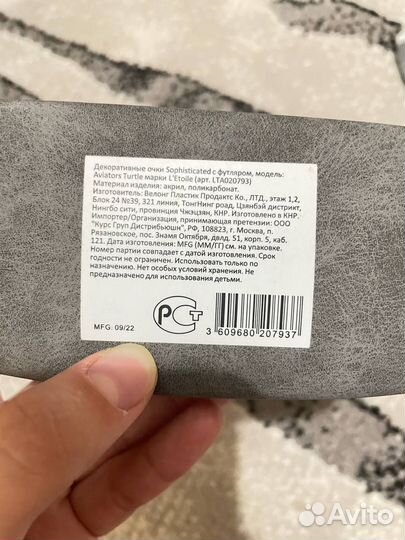 Декоративные очки Sophisticated с футляром, модель:
Aviators Turtle марки L'Etoile (арт. LTA020793)
Материал изделия: акрил, поликарбонат.
Изготовитель: Велонг Пластик Продактс Ко., ЛТД., этаж 1,2,
Блок 24 №39, 321 линия, ТонгНинг роад, Цзянбэй дистрикт,
Нингбо сити, провинция Чжэцзян, КНР. Изготовлено в КНР.
Импортер/Организация, принимающая претензии: ООО
"Курс Груп Дистрибьюшн", РФ, 108823, г. Москва, п.
Рязановское, пос. Знамя Октября, двлд. 51, корп. 5, каб.
121. Дата изготовления: MFG (ММ/ГГ) см. на упаковке.
Номер партии совпадает с датой изготовления. Срок
годности не ограничен. Использовать только по
назначению. Нет особых условий хранения. Не
предназначено для использования детьми.
РСТ
MFG: 09/22
3 609680 207937
Avito